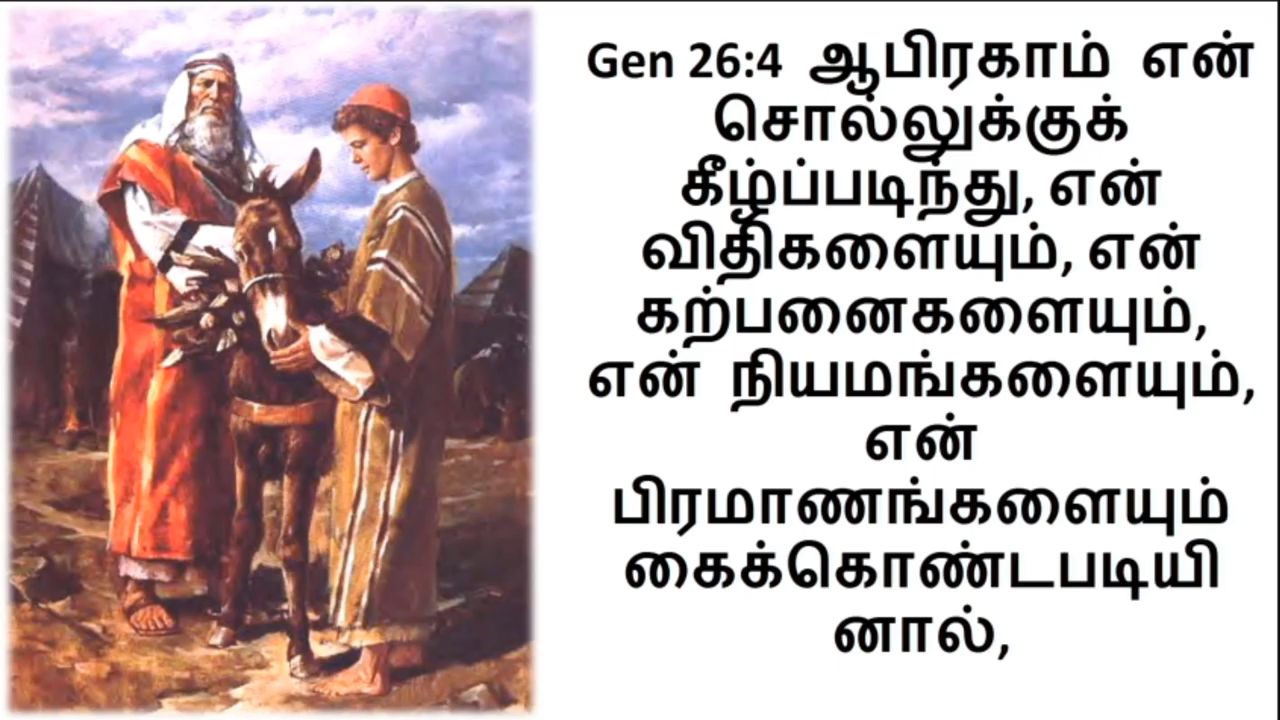 Gen 26:4 ஆபிரகாம் என்
சொல்லுக்குக்
கீழ்ப்படிந்து, என்
விதிகளையும், என்
கற்பனைகளையும்,
என் நியமங்களையும்,
என்
பிரமாணங்களையும்
கைக்கொண்டபடியி
னால்,